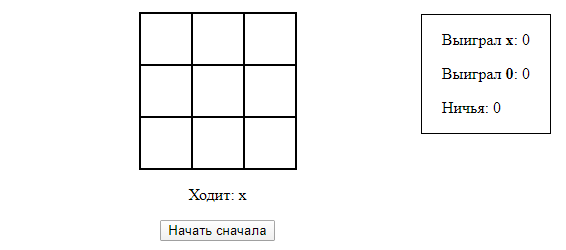 Выиграл x: 0
Выиграл 0: 0
Ничья: 0
Ходит: x
Начать сначала